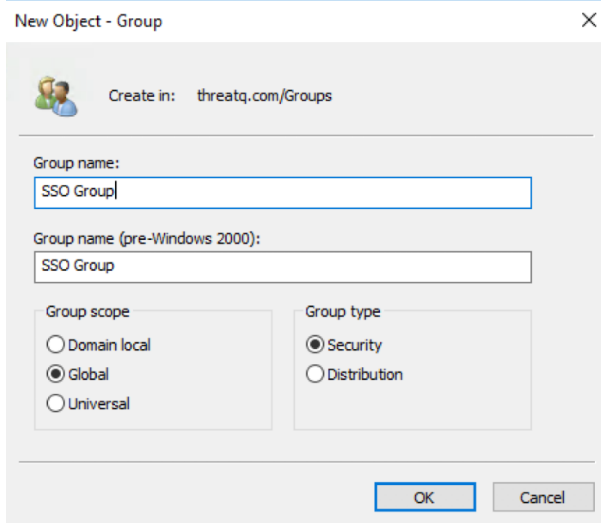 New Object - Group
Create in: threatq.com/Groups
Group name:
SSO Group
Group name (pre-Windows 2000):
SSO Group
Group scope
Domain local
Global
Universal
Group type
Security
Distribution
OK
Cancel